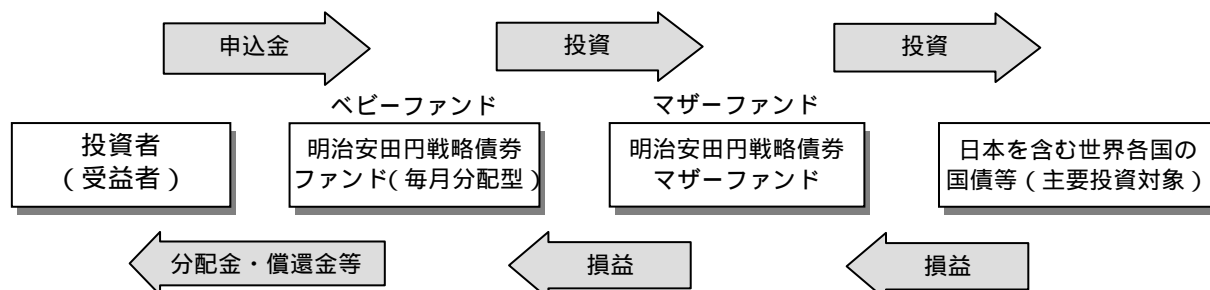 申込金
投資
投資
ベビーファンド
マザーファンド
投資者
(受益者)
明治安田円戦略債券
ファンド(毎月分配型)
明治安田円戦略債券
マザーファンド
日本を含む世界各国の
国債等(主要投資対象)
分配金・償還金等
損益
損益